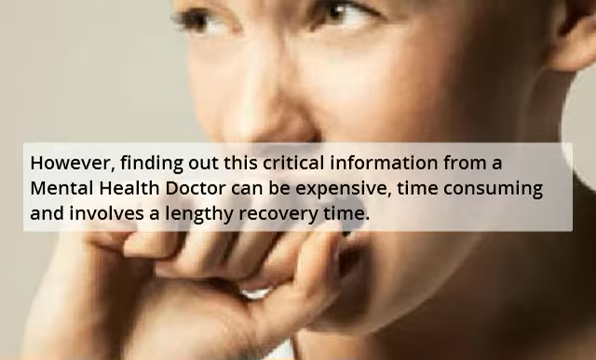 However, finding out this critical information from a
Mental Health Doctor can be expensive, time consuming
and involves a lengthy recovery time.